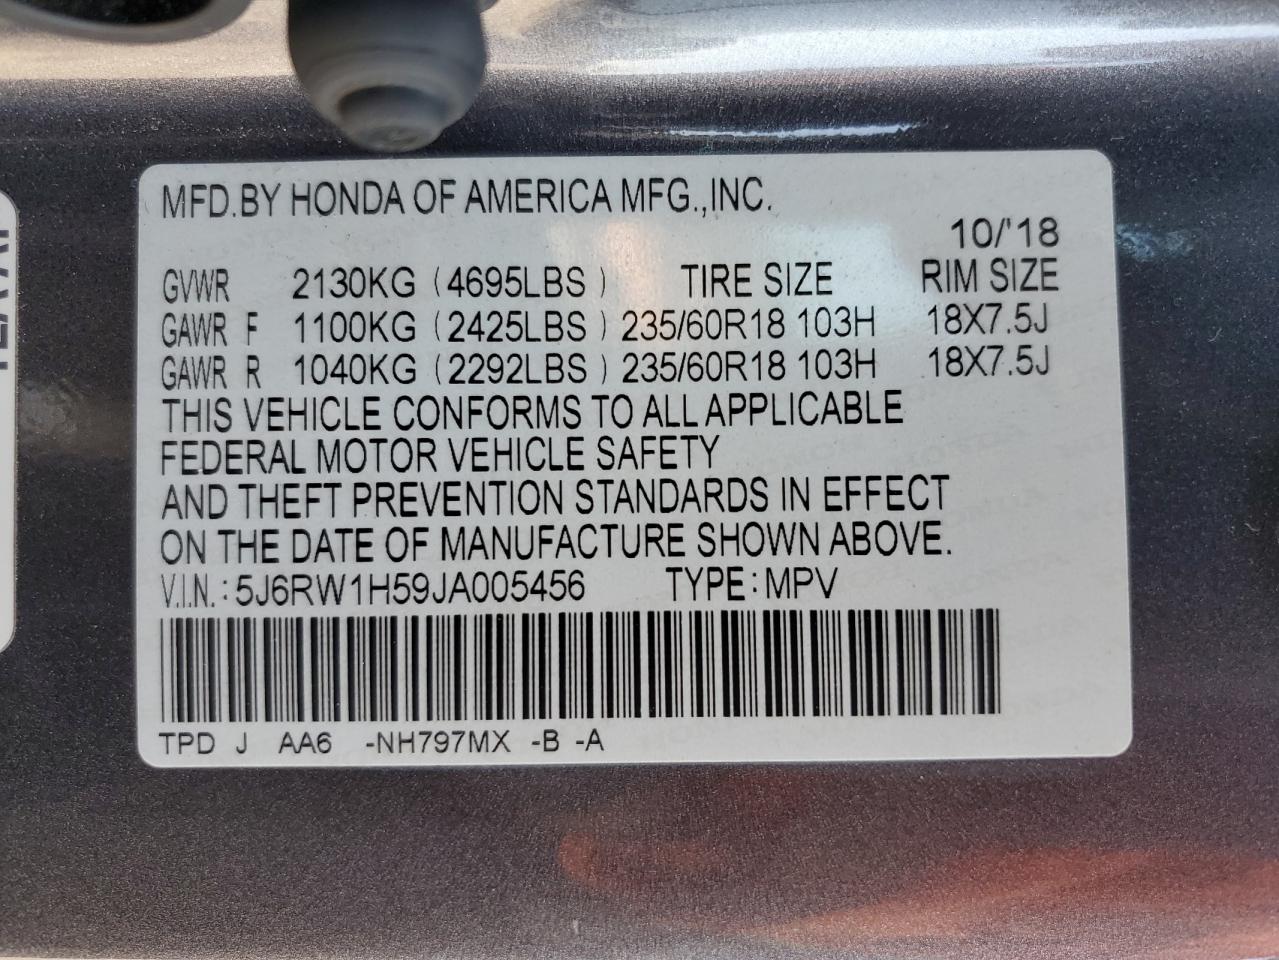 MFD.BY HONDA OF AMERICA MFG.,INC.
10/'18
GVWR 2130KG (4695LBS) TIRE SIZE RIM SIZE
GAWR F 1100KG (2425LBS) 235/60R18 103H 18X7.5J
GAWR R 1040KG (2292LBS) 235/60R18 103H 18X7.5J
THIS VEHICLE CONFORMS TO ALL APPLICABLE
FEDERAL MOTOR VEHICLE SAFETY
AND THEFT PREVENTION STANDARDS IN EFFECT
ON THE DATE OF MANUFACTURE SHOWN ABOVE.
V.I.N.: 5J6RW1H59JA005456 TYPE: MPV
TPD J AA6 -NH797MX -B -A